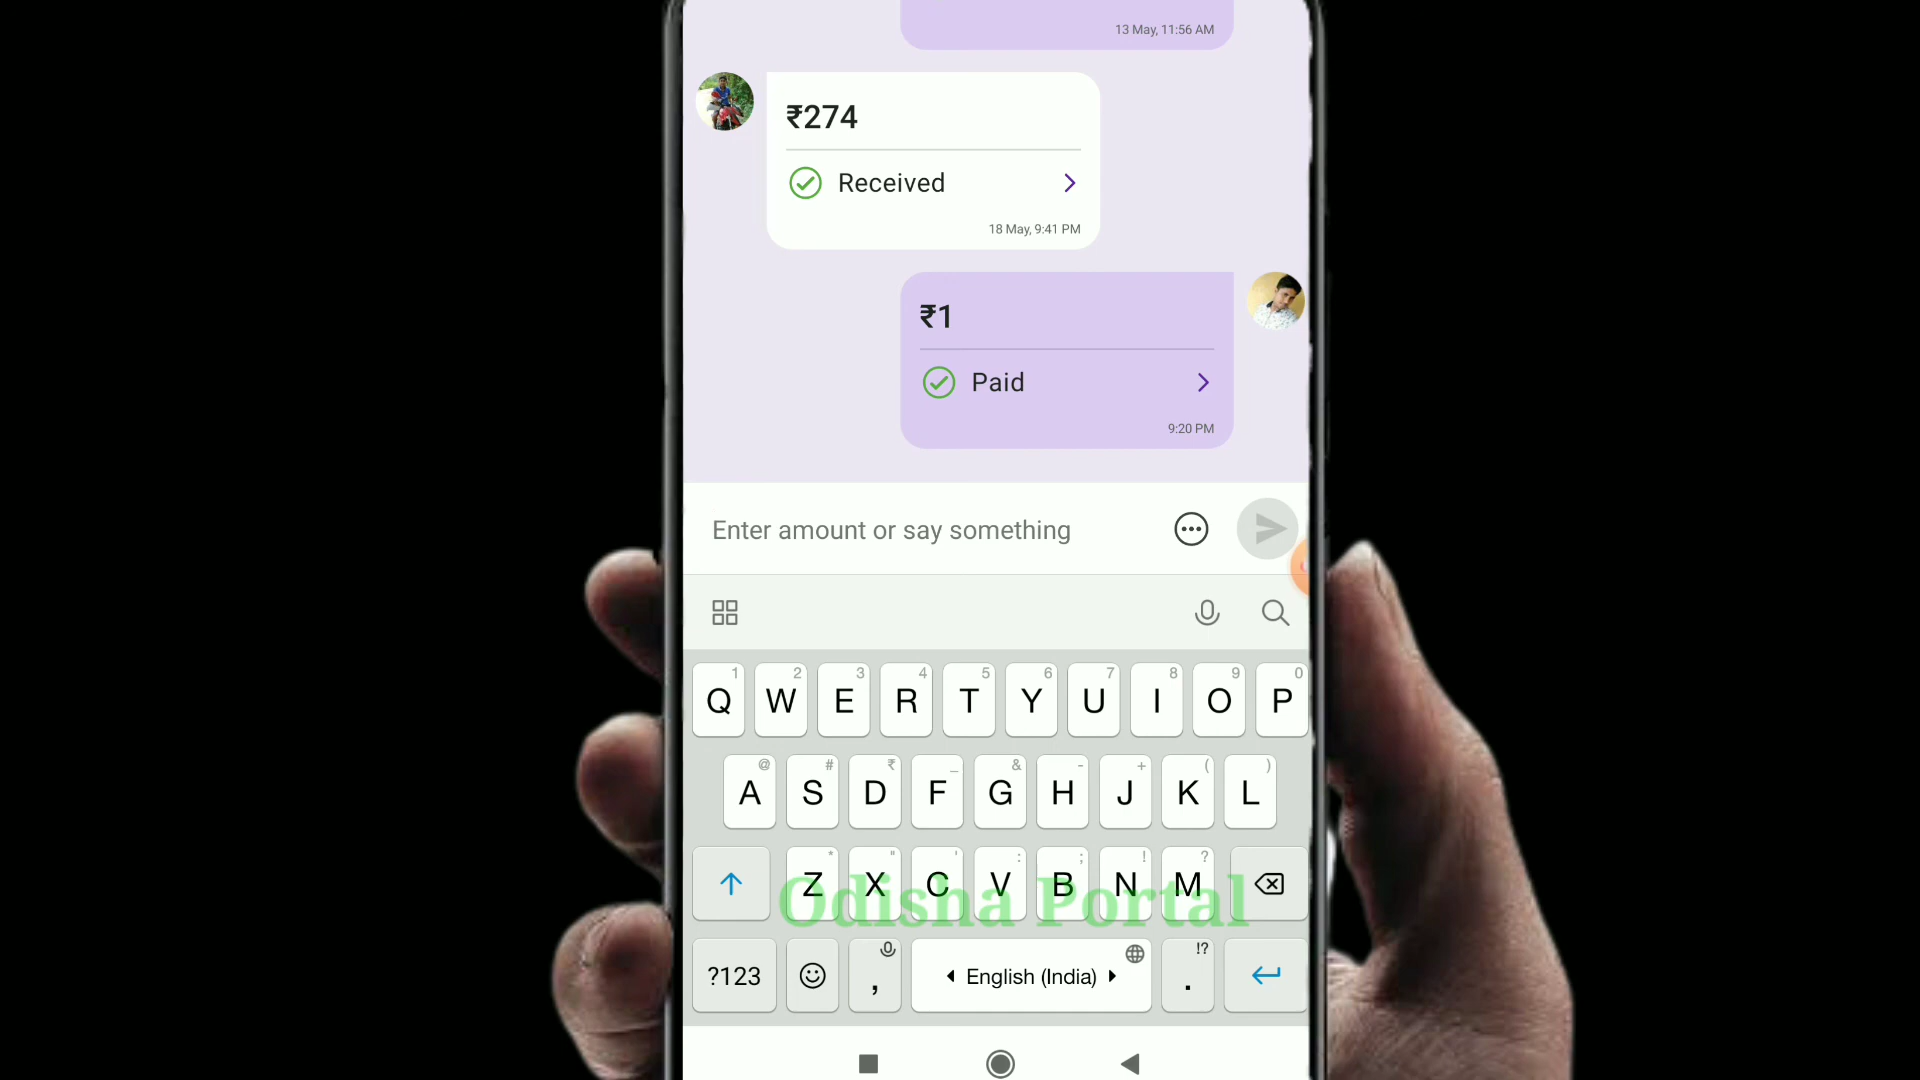 13 May, 11:56 AM
₹274
Received
18 May, 9:41 PM
₹1
Paid
9:20 PM
Enter amount or say something
1 2 3 4 5 6 7 8 9 0
Q W E R T Y U I O P
@ # ₹ _ & - + ( )
A S D F G H J K L
* " ' : ; ! ?
Z X C V B N M
Odisha Portal
!?
?123 , English (India) .